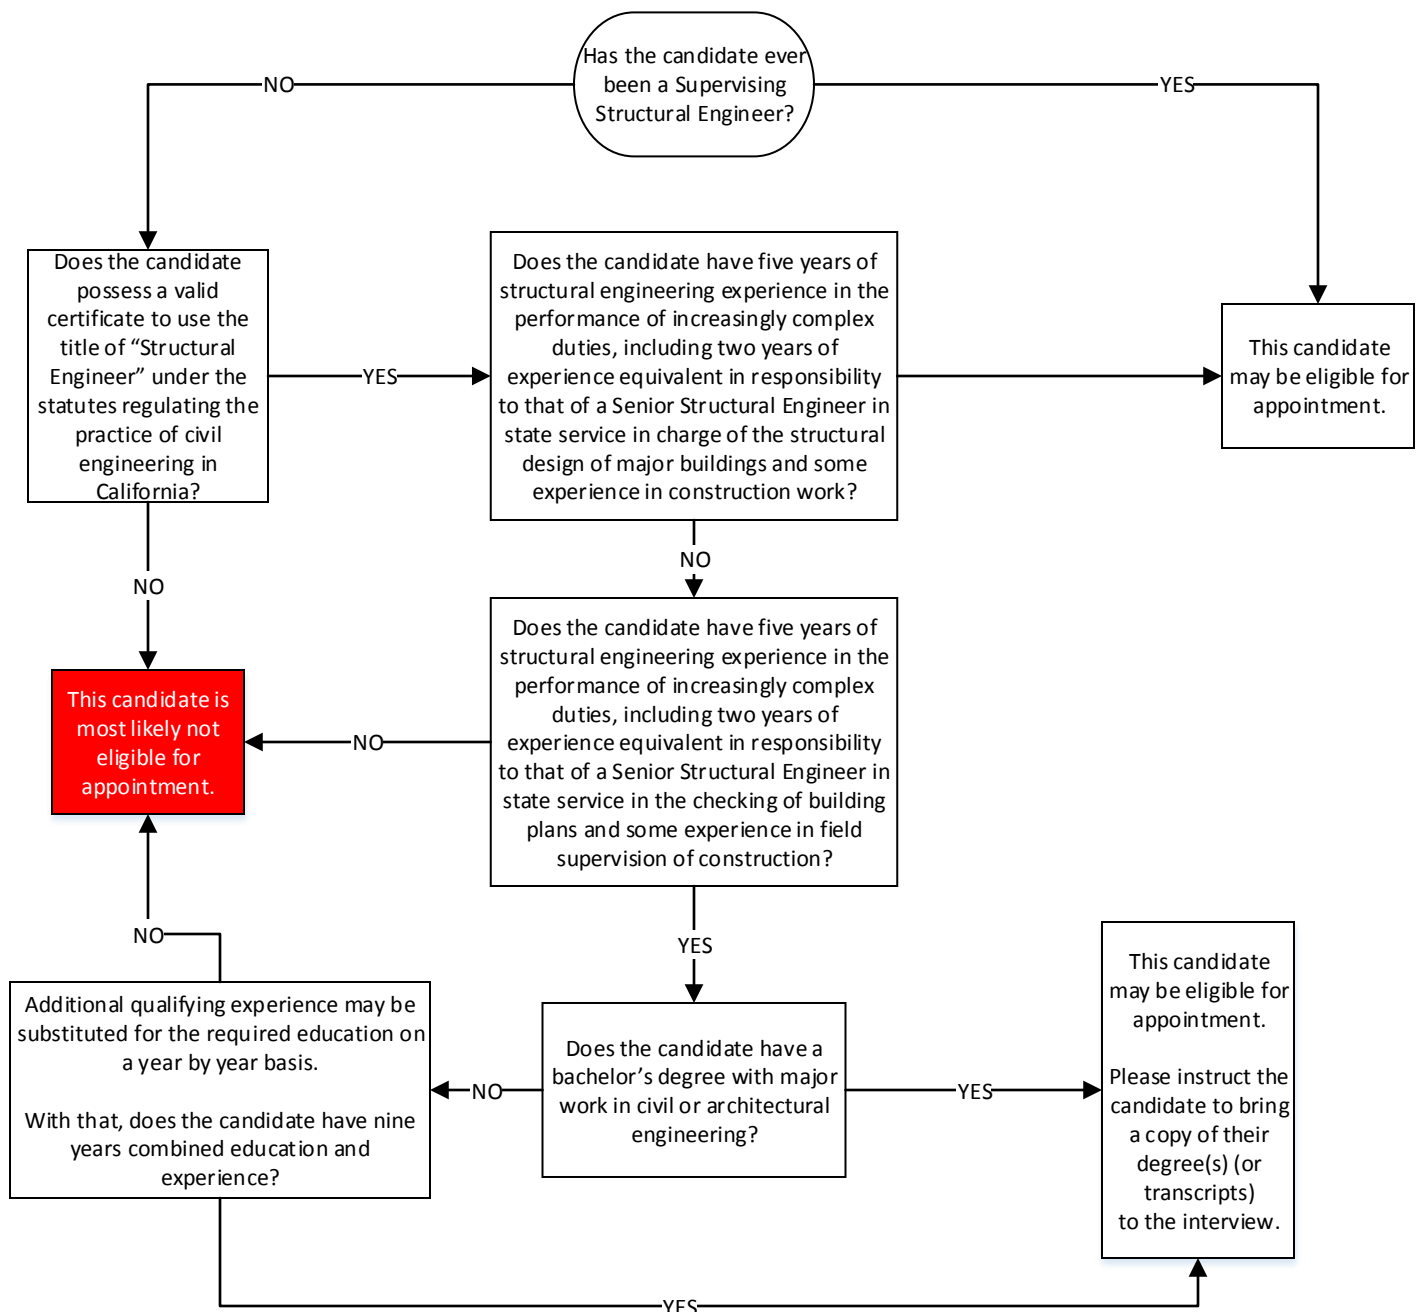 Has the candidate ever
been a Supervising
Structural Engineer?
NO
YES
Does the candidate
possess a valid
certificate to use the
title of “Structural
Engineer” under the
statutes regulating the
practice of civil
engineering in
California?
YES
Does the candidate have five years of
structural engineering experience in the
performance of increasingly complex
duties, including two years of
experience equivalent in responsibility
to that of a Senior Structural Engineer in
state service in charge of the structural
design of major buildings and some
experience in construction work?
This candidate
may be eligible for
appointment.
NO
NO
This candidate is
most likely not
eligible for
appointment.
NO
Does the candidate have five years of
structural engineering experience in the
performance of increasingly complex
duties, including two years of
experience equivalent in responsibility
to that of a Senior Structural Engineer in
state service in the checking of building
plans and some experience in field
supervision of construction?
NO
YES
Additional qualifying experience may be
substituted for the required education on
a year by year basis.
With that, does the candidate have nine
years combined education and
experience?
NO
Does the candidate have a
bachelor’s degree with major
work in civil or architectural
engineering?
YES
This candidate
may be eligible for
appointment.
Please instruct the
candidate to bring
a copy of their
degree(s) (or
transcripts)
to the interview.
YES